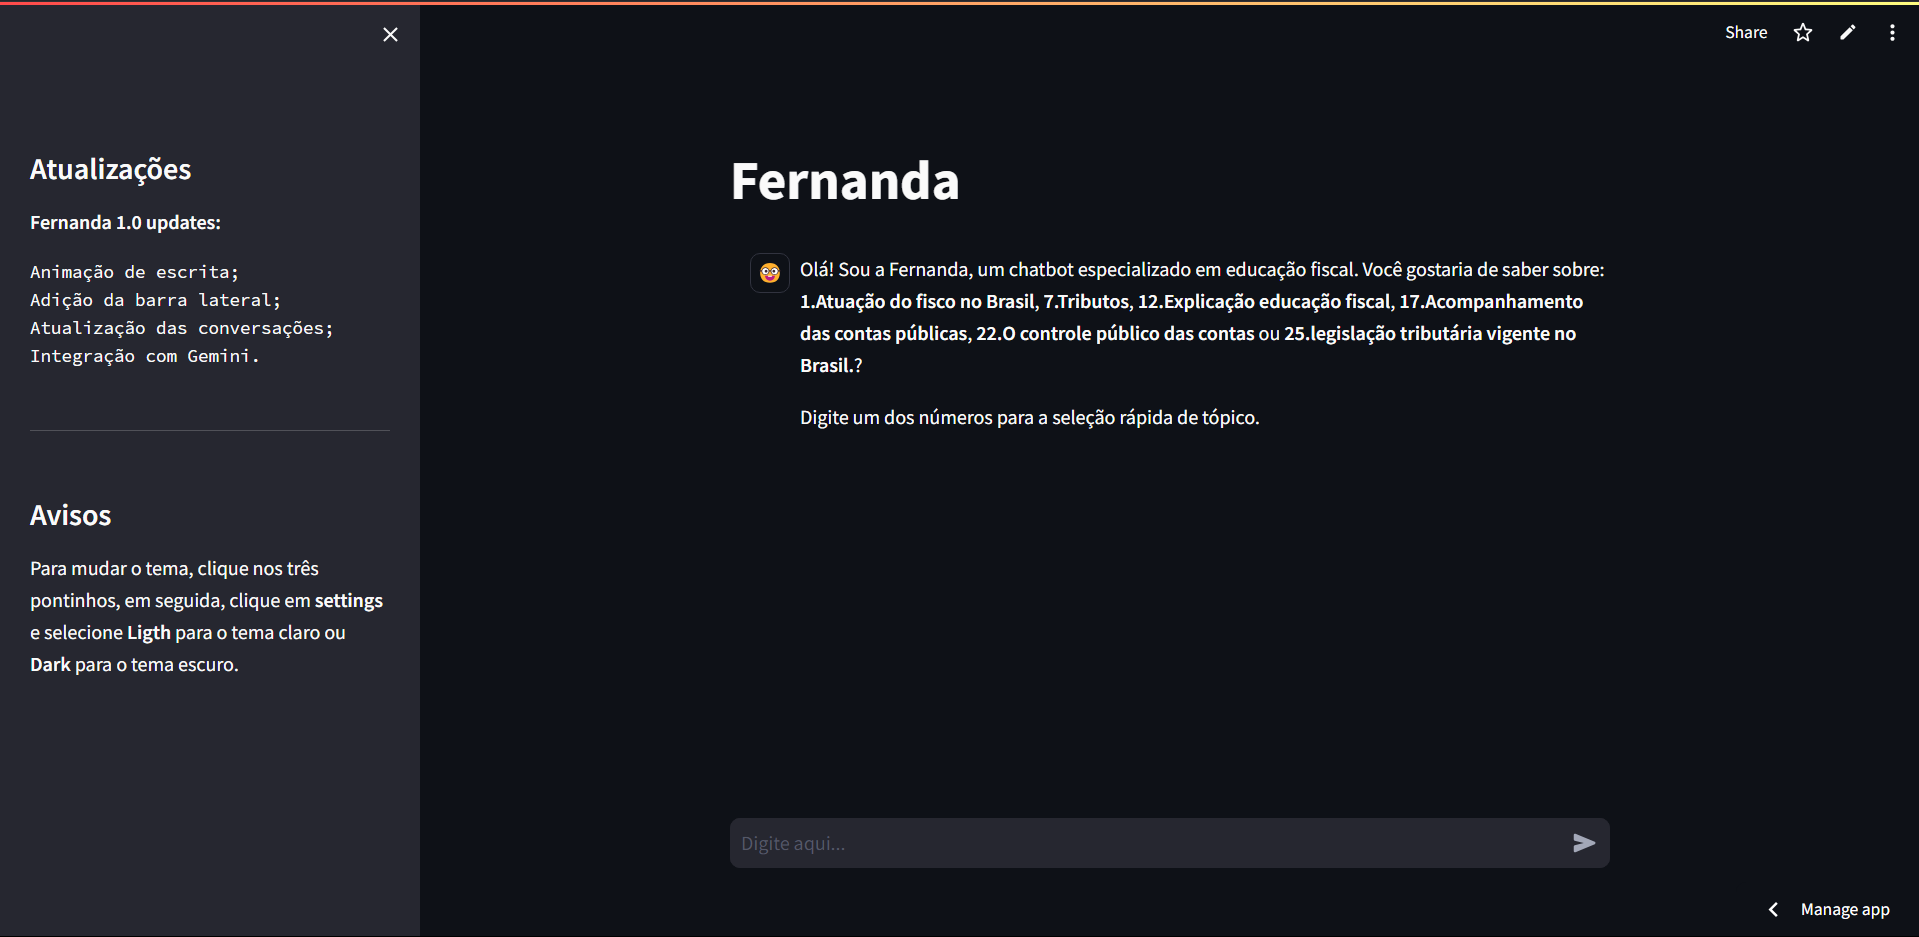 Share
Atualizações
Fernanda 1.0 updates:
Animação de escrita;
Adição da barra lateral;
Atualização das conversações;
Integração com Gemini.
Avisos
Para mudar o tema, clique nos três
pontinhos, em seguida, clique em settings
e selecione Ligth para o tema claro ou
Dark para o tema escuro.
Fernanda
Olá! Sou a Fernanda, um chatbot especializado em educação fiscal. Você gostaria de saber sobre:
1.Atuação do fisco no Brasil, 7.Tributos, 12.Explicação educação fiscal, 17.Acompanhamento
das contas públicas, 22.O controle público das contas ou 25.legislação tributária vigente no
Brasil.?
Digite um dos números para a seleção rápida de tópico.
Digite aqui...
Manage app